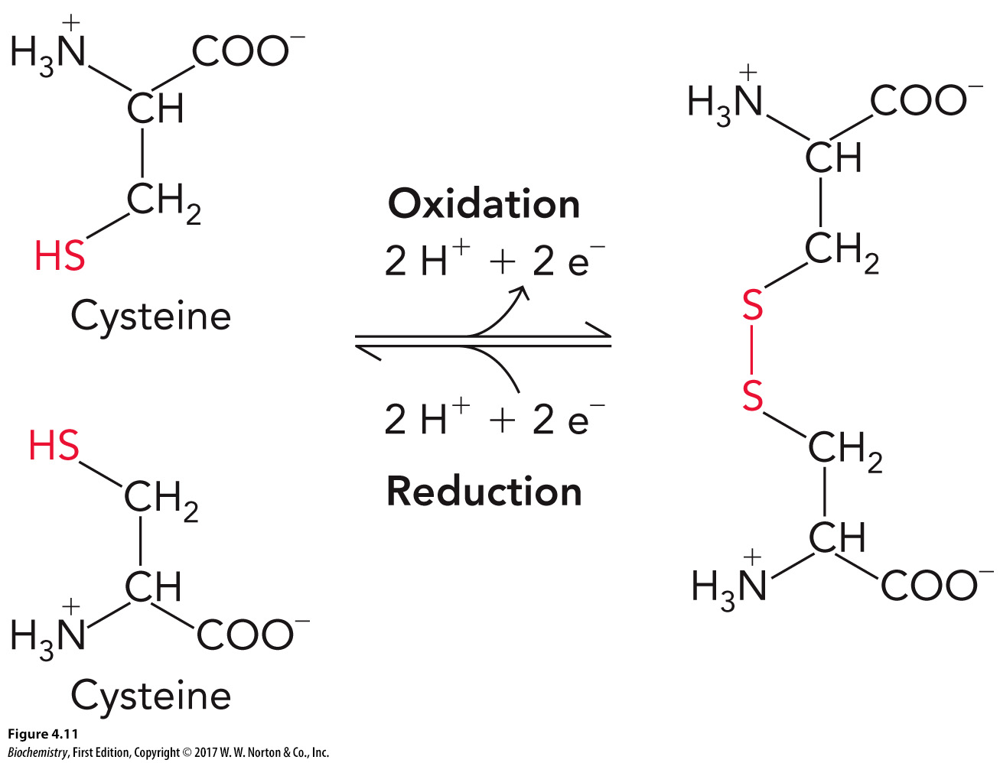 H₃N⁺ COO⁻
CH
CH₂
HS
Cysteine
HS
CH₂
CH
H₃N⁺ COO⁻
Cysteine
Oxidation
2 H⁺ + 2 e⁻
2 H⁺ + 2 e⁻
Reduction
H₃N⁺ COO⁻
CH
CH₂
S
S
CH₂
CH
H₃N⁺ COO⁻
Figure 4.11
Biochemistry, First Edition, Copyright © 2017 W. W. Norton & Co., Inc.